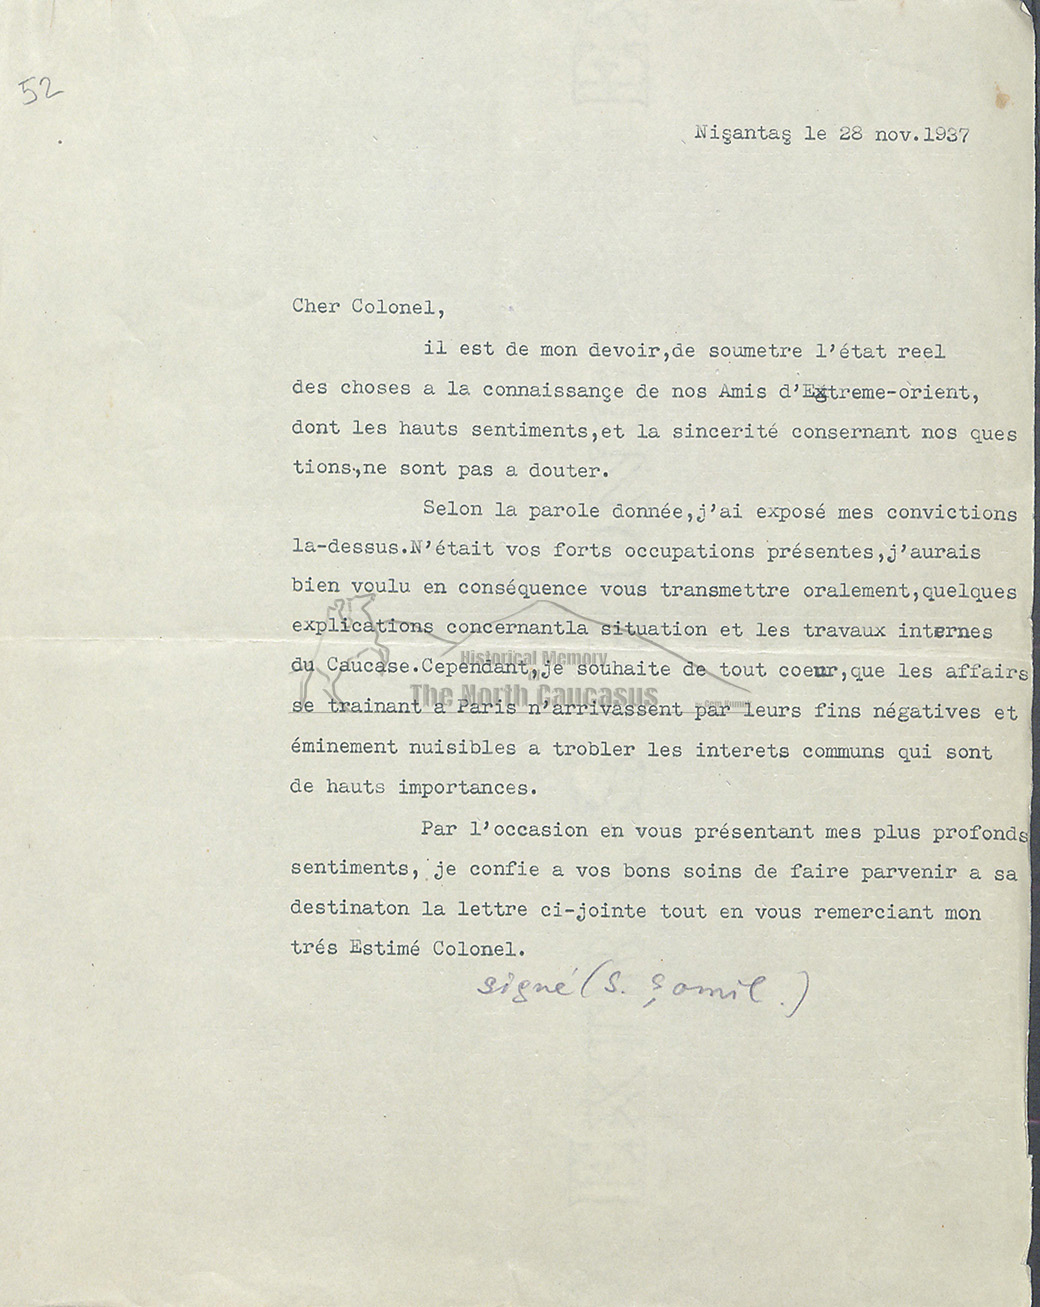 52
Nişantaş le 28 nov.1937
Cher Colonel,
il est de mon devoir,de soumetre l'état reel
des choses a la connaissançe de nos Amis d'Extreme-orient,
dont les hauts sentiments,et la sincerité consernant nos ques
tions,ne sont pas a douter.
Selon la parole donnée,j'ai exposé mes convictions
la-dessus.N'était vos forts occupations présentes,j'aurais
bien voulu en conséquence vous transmettre oralement,quelques
explications concernantla situation et les travaux internes
du Caucase.Cependant,je souhaite de tout coeur,que les affairs
se trainant a Paris n'arrivassent par leurs fins négatives et
éminement nuisibles a trobler les interets communs qui sont
de hauts importances.
Par l'occasion en vous présentant mes plus profonds
sentiments, je confie a vos bons soins de faire parvenir a sa
destinaton la lettre ci-jointe tout en vous remerciant mon
trés Estimé Colonel.
signé (S. Şamil.)
Historical Memory
The North Caucasus